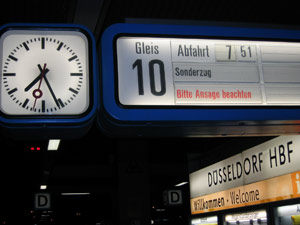 Gleis
10
Abfahrt 7 51
Sonderzug
Bitte Ansage beachten
DÜSSELDORF HBF
Willkommen · Welcome
D
D